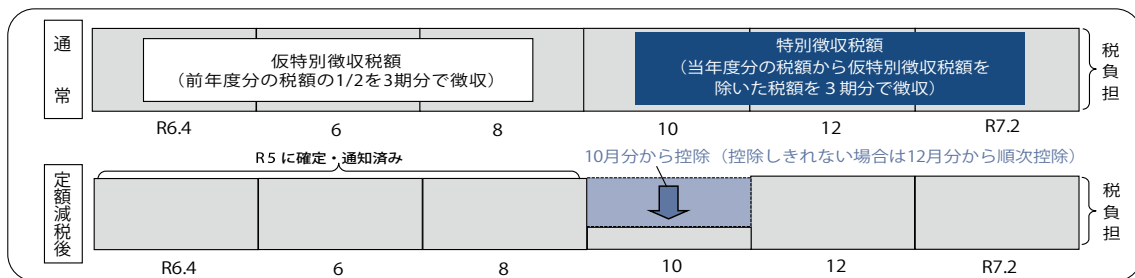 通常
仮特別徴収税額
(前年度分の税額の1/2を3期分で徴収)
特別徴収税額
(当年度分の税額から仮特別徴収税額を
除いた税額を３期分で徴収)
税負担
R6.4
6
8
10
12
R7.2
R５に確定・通知済み
10月分から控除（控除しきれない場合は12月分から順次控除）
定額減税後
税負担
R6.4
6
8
10
12
R7.2